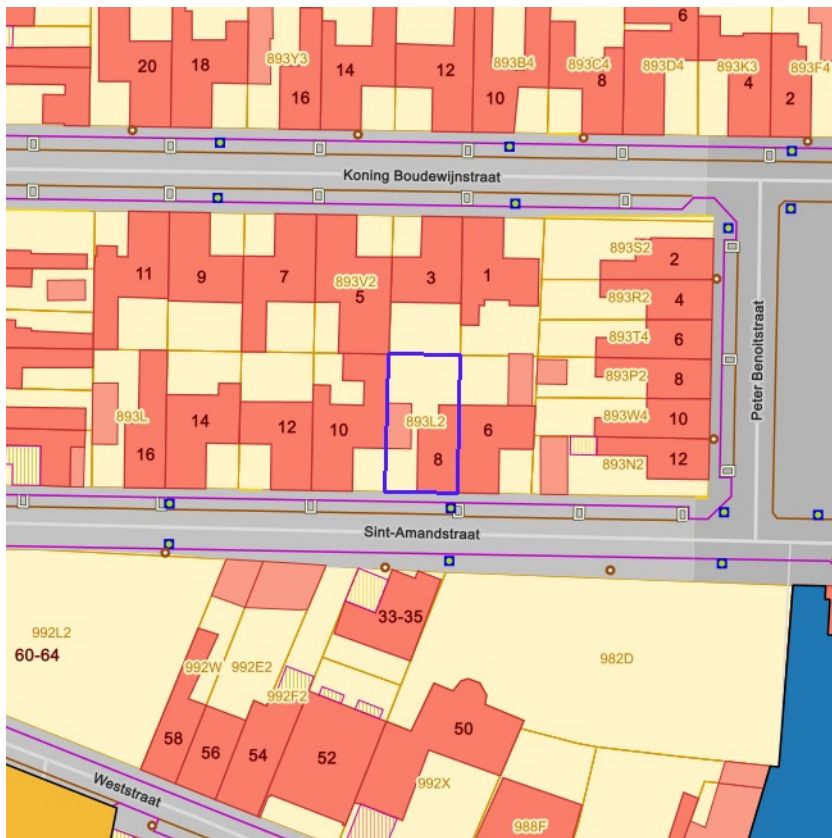 6
20
18
893Y3
16
14
12
893B4
10
893C4
8
893D4
893K3
4
893F4
2
Koning Boudewijnstraat
11
9
7
893V2
5
3
1
893S2
2
893R2
4
893T4
6
893P2
8
893W4
10
893N2
12
Peter Benoitstraat
893L
16
14
12
10
893L2
8
6
Sint-Amandstraat
992L2
60-64
992W
992E2
992F2
33-35
982D
58
56
54
52
50
992X
988F
Weststraat